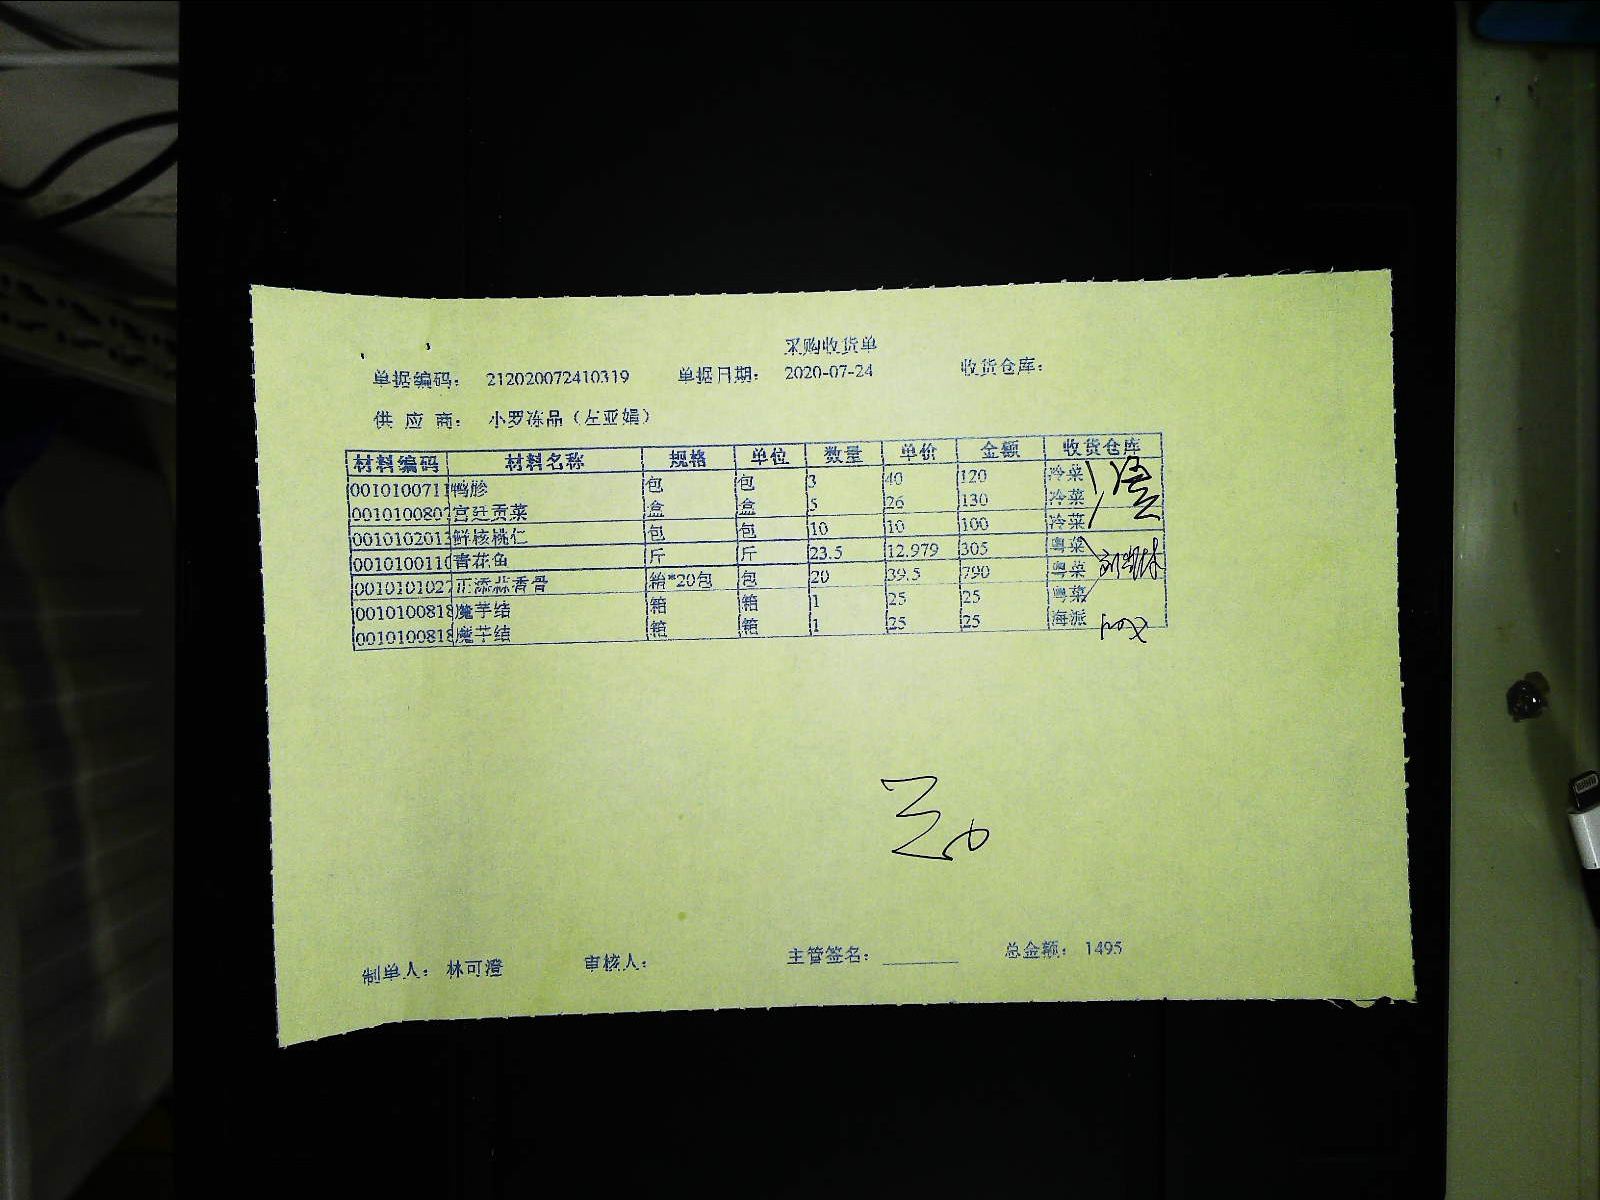 采购收货单
单据编码： 212020072410319 单据日期： 2020-07-24 收货仓库：
供 应 商： 小罗冻品（左亚娟）
材料编码 材料名称 规格 单位 数量 单价 金额 收货仓库
0010100711 鸭胗 包 包 3 40 120 冷菜
001010080 宫廷贡菜 盒 盒 5 26 130 冷菜
001010201 鲜核桃仁 包 包 10 10 100 冷菜
001010011 青花鱼 斤 斤 23.5 12.979 305 粤菜
001010102 正添蒜香骨 箱*20包 包 20 39.5 790 粤菜
0010100818 魔芋结 箱 箱 1 25 25 粤菜
0010100818 魔芋结 箱 箱 1 25 25 海派
制单人： 林可澄 审核人： 主管签名： 总金额： 1495